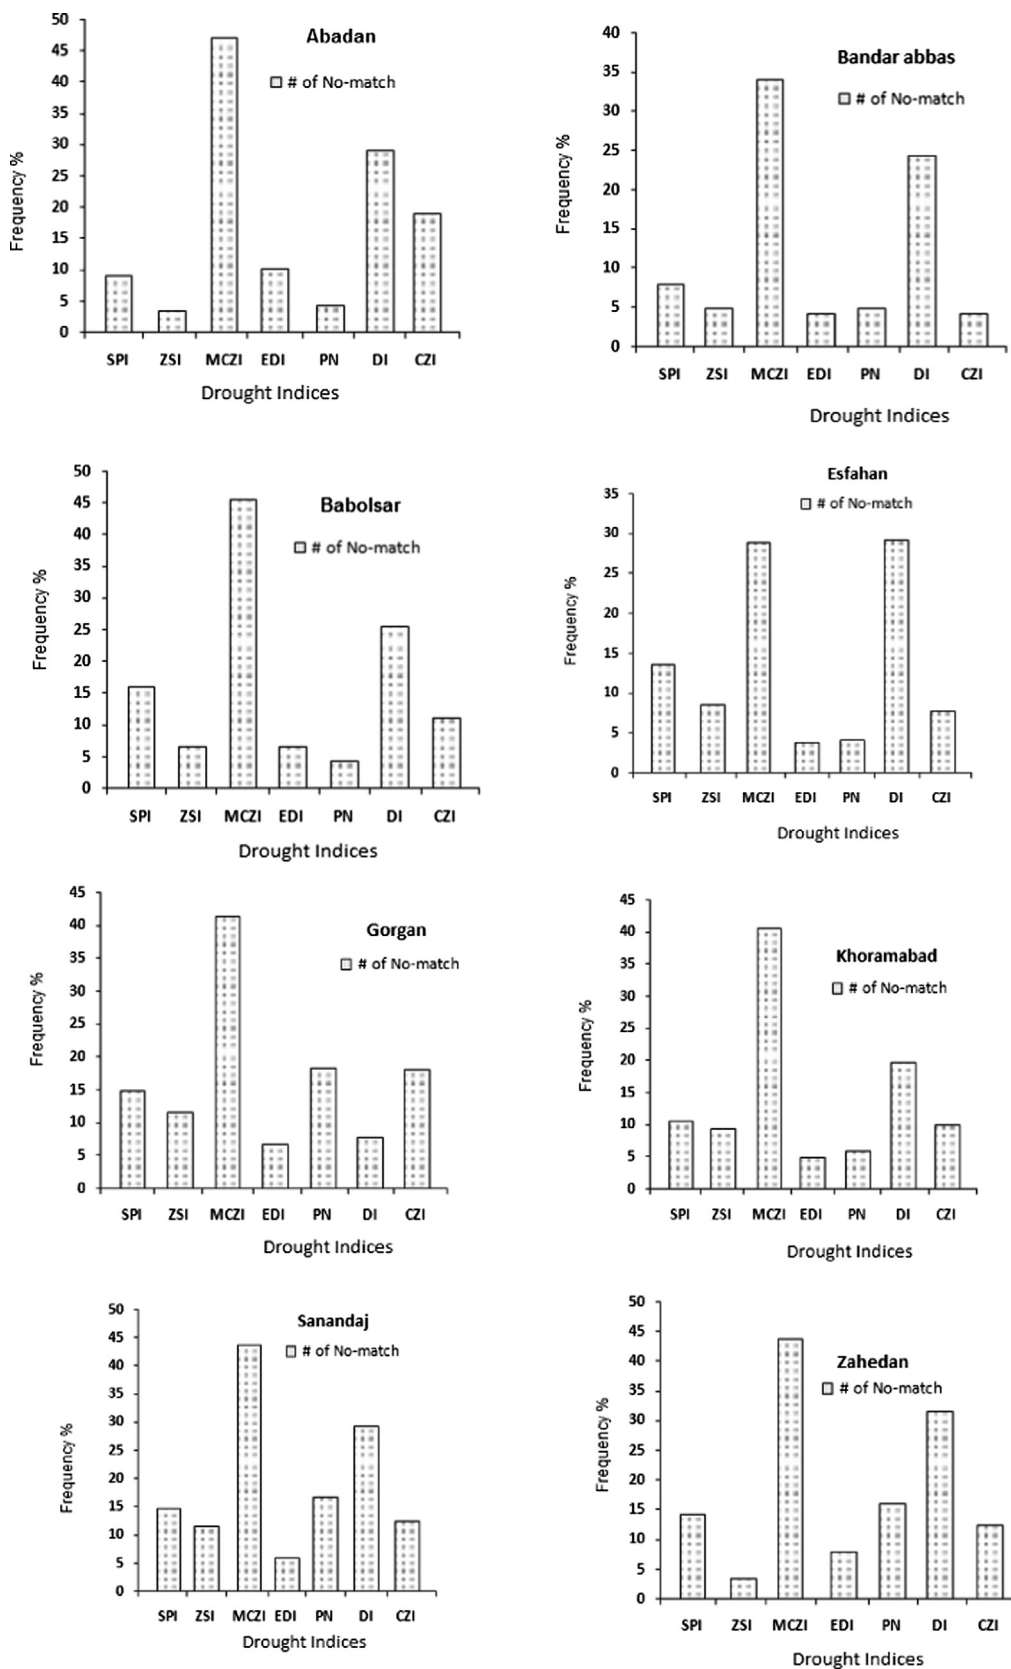 Abadan
# of No-match
Frequency %
50
45
40
35
30
25
20
15
10
5
0
SPI ZSI MCZI EDI PN DI CZI
Drought Indices
Bandar abbas
# of No-match
Frequency %
40
35
30
25
20
15
10
5
0
SPI ZSI MCZI EDI PN DI CZI
Drought Indices
Babolsar
# of No-match
Frequency %
50
45
40
35
30
25
20
15
10
5
0
SPI ZSI MCZI EDI PN DI CZI
Drought Indices
Esfahan
# of No-match
Frequency %
35
30
25
20
15
10
5
0
SPI ZSI MCZI EDI PN DI CZI
Drought Indices
Gorgan
# of No-match
Frequency %
45
40
35
30
25
20
15
10
5
0
SPI ZSI MCZI EDI PN DI CZI
Drought Indices
Khoramabad
# of No-match
Frequency %
45
40
35
30
25
20
15
10
5
0
SPI ZSI MCZI EDI PN DI CZI
Drought Indices
Sanandaj
# of No-match
Frequency %
50
45
40
35
30
25
20
15
10
5
0
SPI ZSI MCZI EDI PN DI CZI
Drought Indices
Zahedan
# of No-match
Frequency %
50
45
40
35
30
25
20
15
10
5
0
SPI ZSI MCZI EDI PN DI CZI
Drought Indices